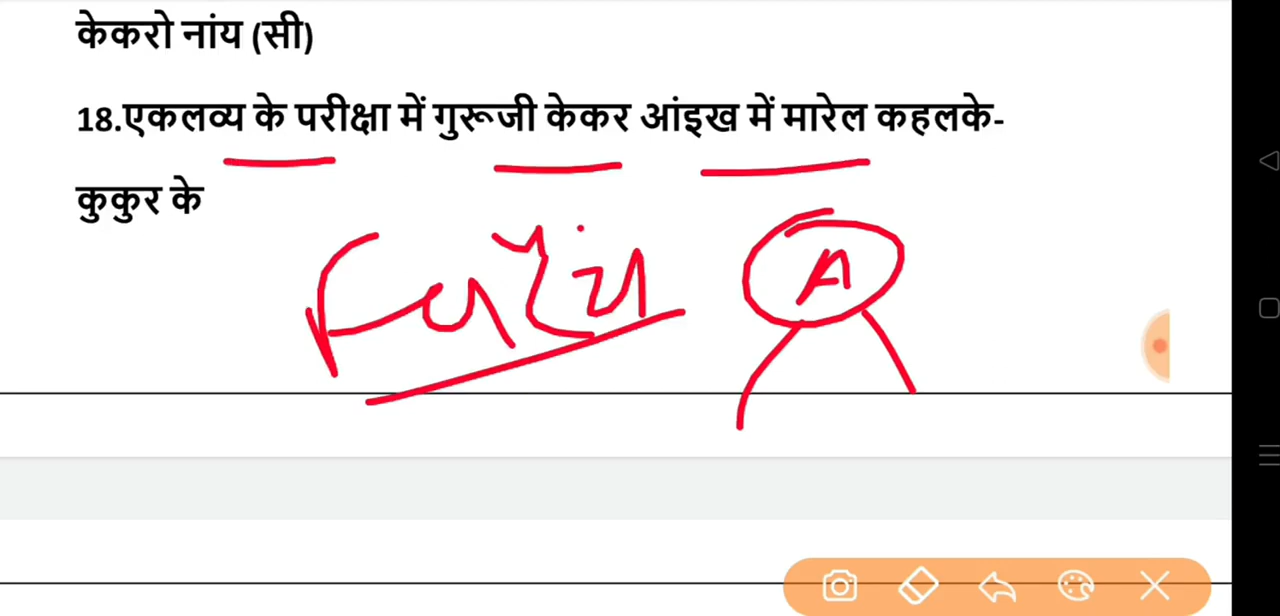 केकरो नांय (सी)
18.एकलव्य के परीक्षा में गुरूजी केकर आंइख में मारेल कहलके-
कुकुर के
A